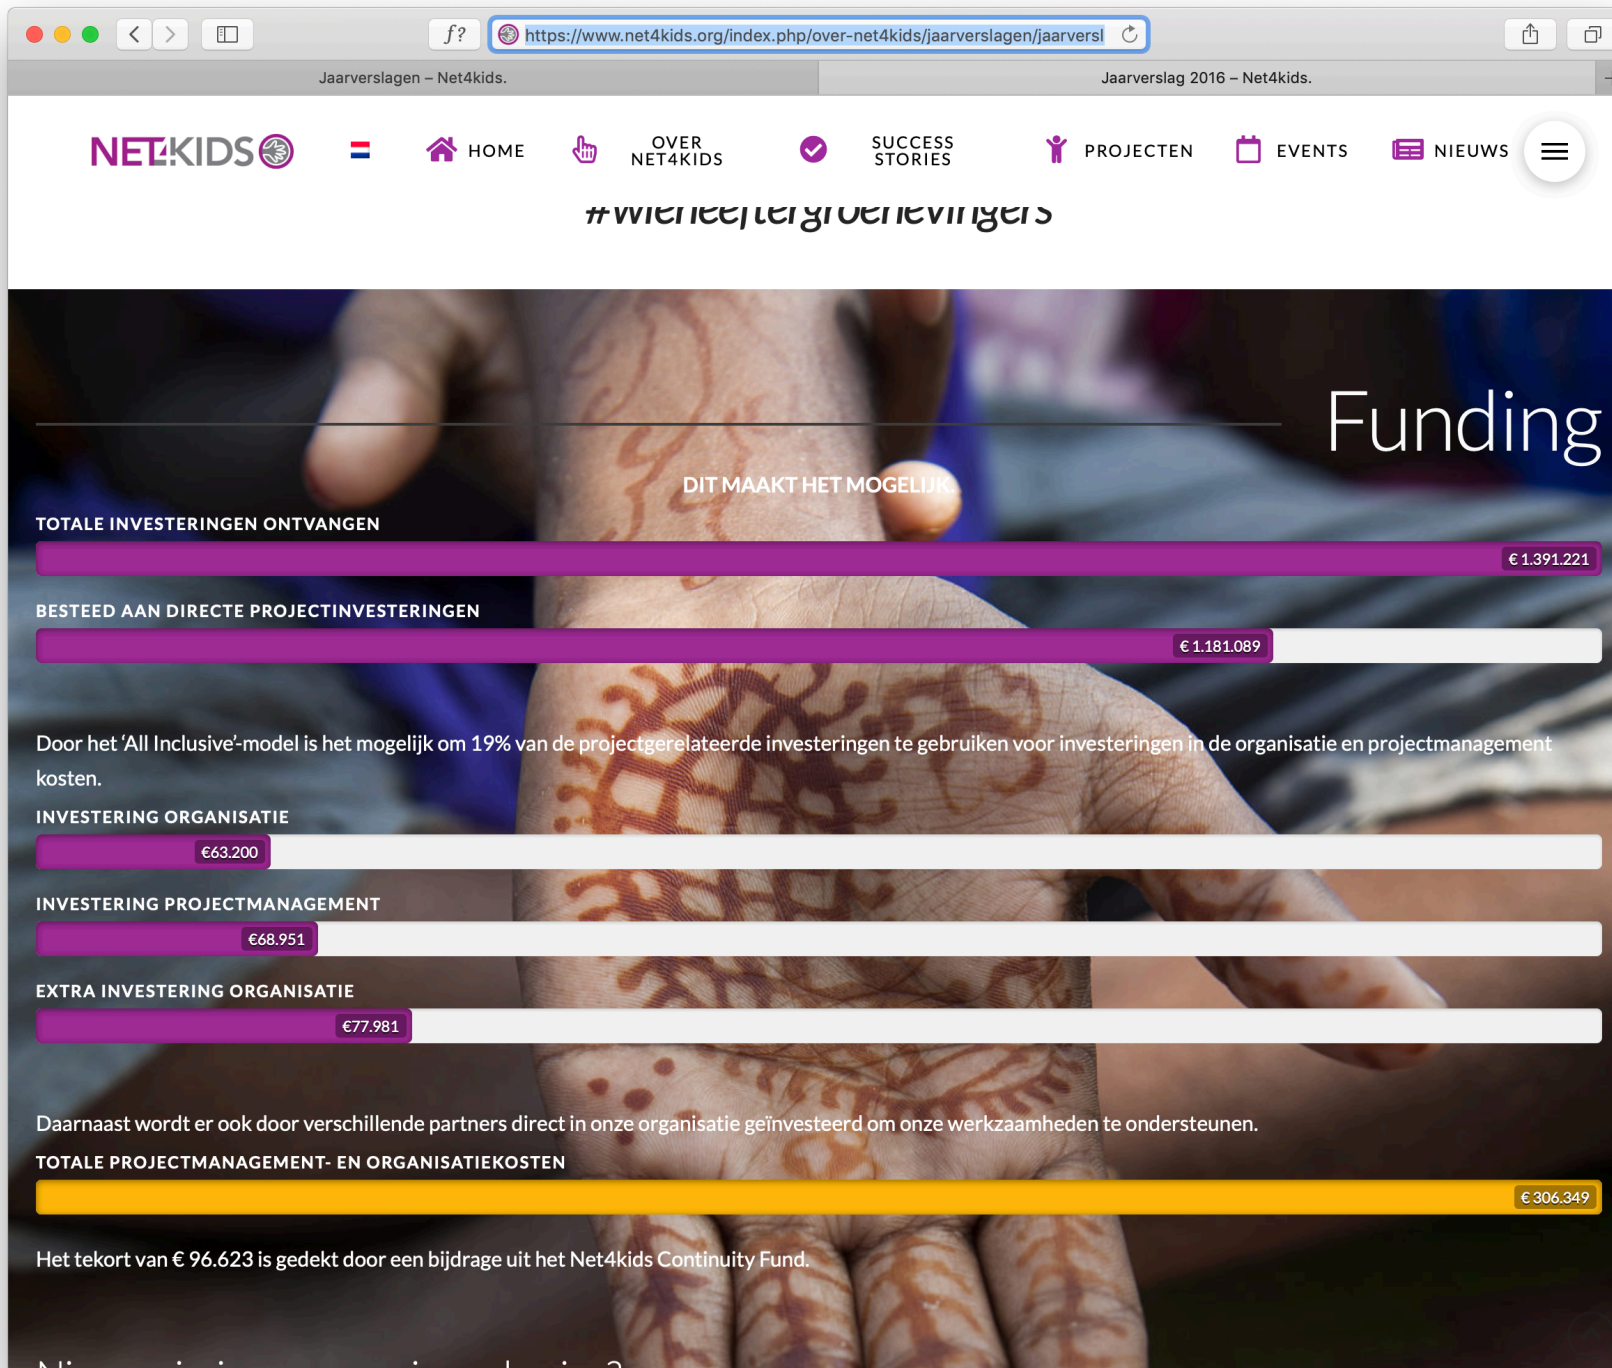 f?
https://www.net4kids.org/index.php/over-net4kids/jaarverslagen/jaarversl
Jaarverslagen – Net4kids.
Jaarverslag 2016 – Net4kids.
NET4KIDS
HOME
OVER
NET4KIDS
SUCCESS
STORIES
PROJECTEN
EVENTS
NIEUWS
#wieheeftergroenevingers
Funding
DIT MAAKT HET MOGELIJK.
TOTALE INVESTERINGEN ONTVANGEN
€ 1.391.221
BESTEED AAN DIRECTE PROJECTINVESTERINGEN
€ 1.181.089
Door het ‘All Inclusive’-model is het mogelijk om 19% van de projectgerelateerde investeringen te gebruiken voor investeringen in de organisatie en projectmanagement
kosten.
INVESTERING ORGANISATIE
€63.200
INVESTERING PROJECTMANAGEMENT
€68.951
EXTRA INVESTERING ORGANISATIE
€77.981
Daarnaast wordt er ook door verschillende partners direct in onze organisatie geïnvesteerd om onze werkzaamheden te ondersteunen.
TOTALE PROJECTMANAGEMENT- EN ORGANISATIEKOSTEN
€ 306.349
Het tekort van € 96.623 is gedekt door een bijdrage uit het Net4kids Continuity Fund.